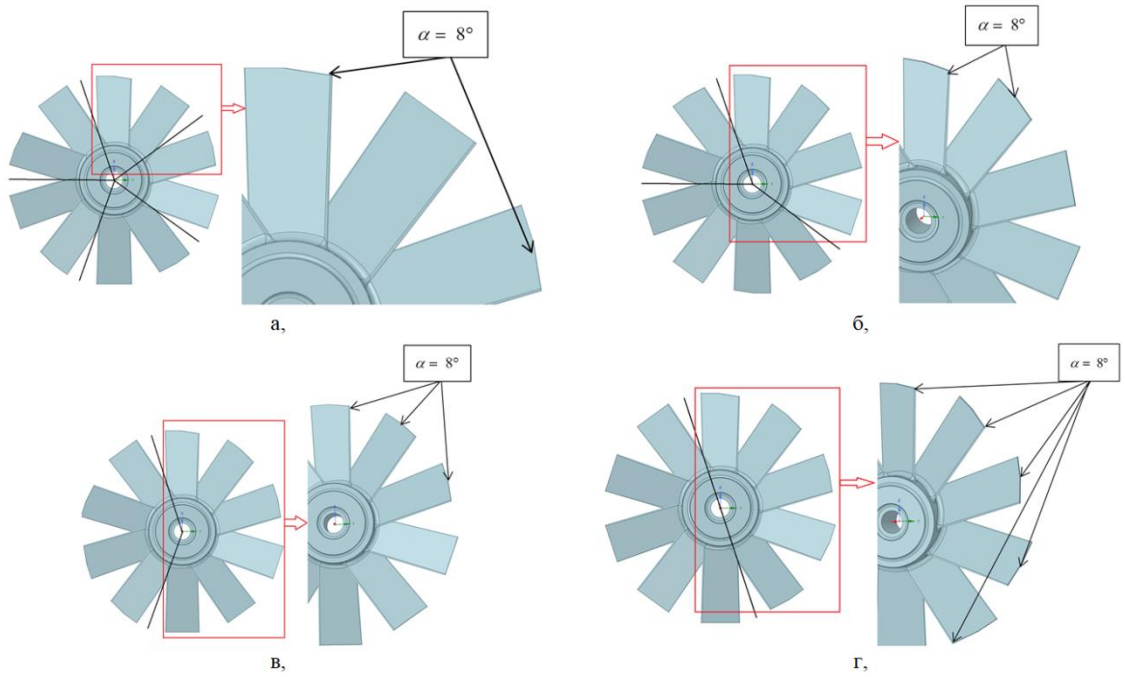 α = 8°
α = 8°
а,
б,
α = 8°
α = 8°
в,
г,